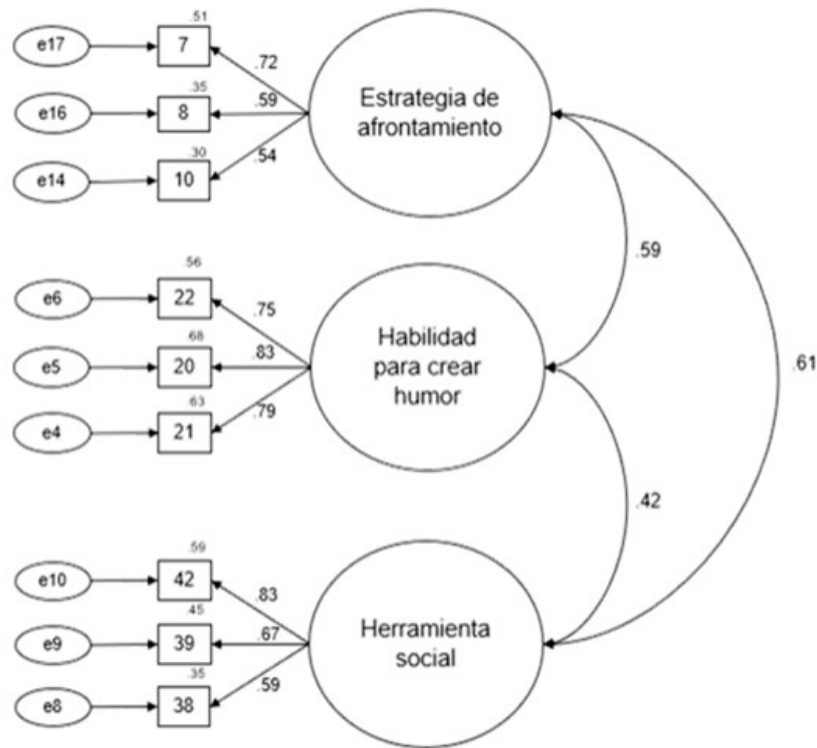 .51
e17
7
.72
.35
e16
8
.59
.30
e14
10
.54
Estrategia de
afrontamiento
.59
.56
e6
22
.75
.68
e5
20
.83
.63
e4
21
.79
Habilidad
para crear
humor
.61
.42
.59
e10
42
.83
.45
e9
39
.67
.35
e8
38
.59
Herramienta
social